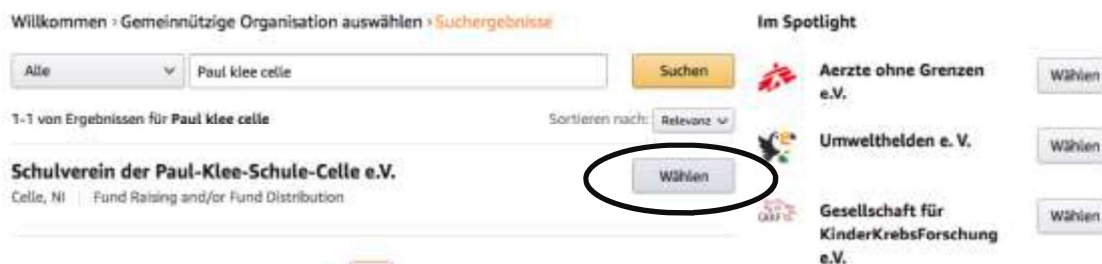 Willkommen › Gemeinnützige Organisation auswählen › Suchergebnisse
Alle
Paul klee celle
Suchen
1-1 von Ergebnissen für Paul klee celle
Sortieren nach: Relevanz
Schulverein der Paul-Klee-Schule-Celle e.V.
Wählen
Celle, NI | Fund Raising and/or Fund Distribution
Im Spotlight
Aerzte ohne Grenzen
e.V.
Wählen
Umwelthelden e. V.
Wählen
Gesellschaft für
KinderKrebsForschung
e.V.
Wählen